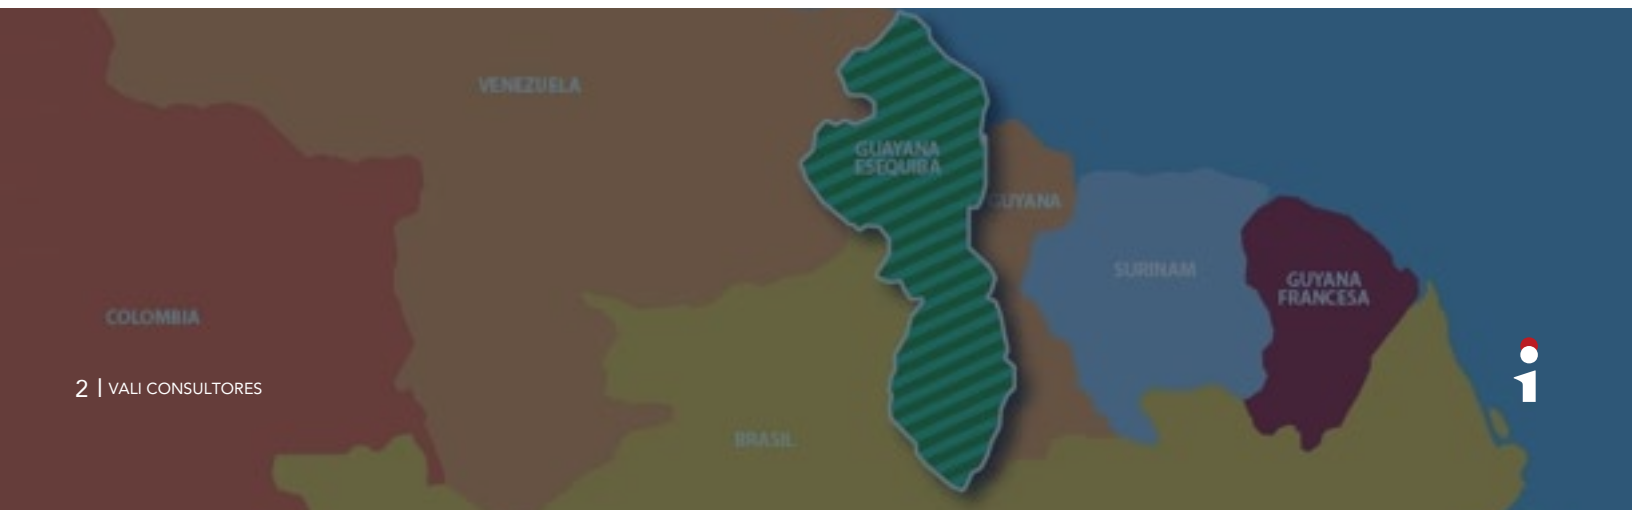 VENEZUELA
GUAYANA
ESEQUIBA
GUYANA
SURINAM
GUYANA
FRANCESA
COLOMBIA
2 | VALI CONSULTORES
BRASIL